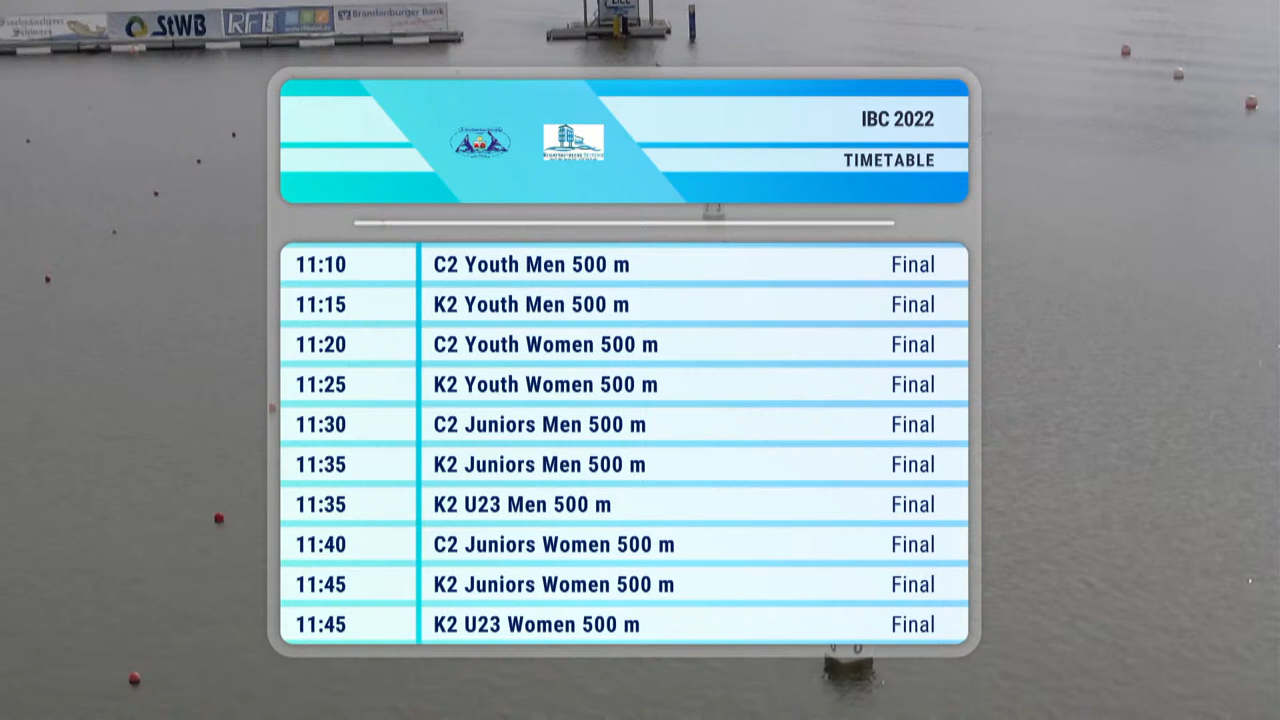 StWB
RFT
Brandenburger Bank
ZIEL
IBC 2022
TIMETABLE
11:10 C2 Youth Men 500 m Final
11:15 K2 Youth Men 500 m Final
11:20 C2 Youth Women 500 m Final
11:25 K2 Youth Women 500 m Final
11:30 C2 Juniors Men 500 m Final
11:35 K2 Juniors Men 500 m Final
11:35 K2 U23 Men 500 m Final
11:40 C2 Juniors Women 500 m Final
11:45 K2 Juniors Women 500 m Final
11:45 K2 U23 Women 500 m Final